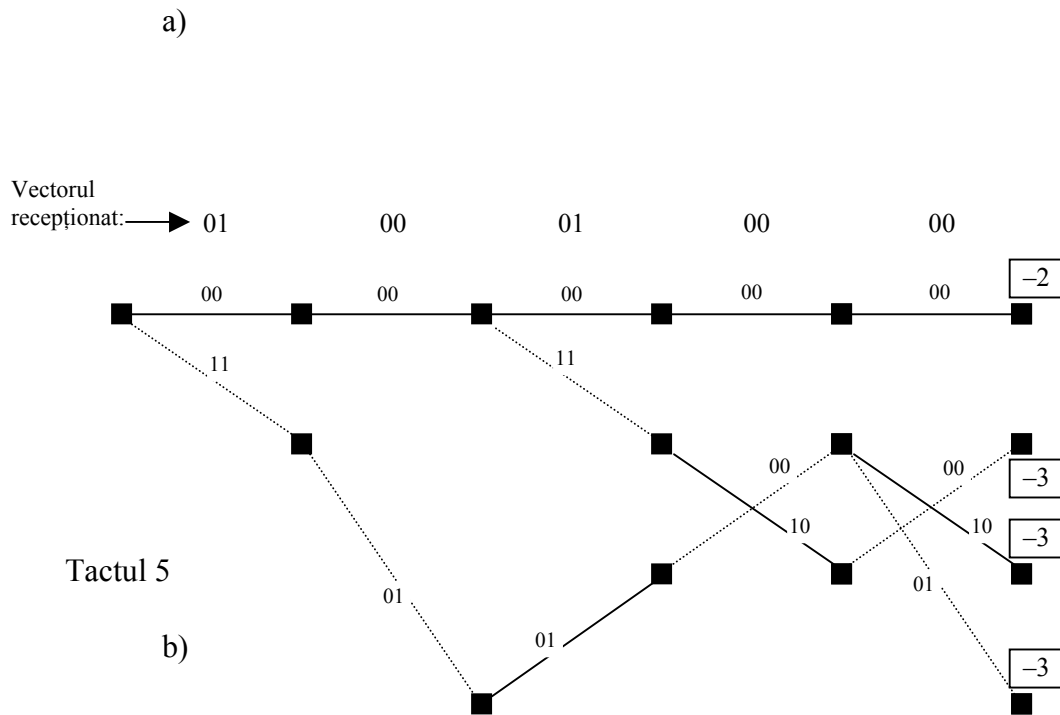 a)
Vectorul
recepționat:
01 00 01 00 00
–2
00 00 00 00 00
11 11
00 00
–3
10 10
–3
Tactul 5
01 01
01
b)
–3